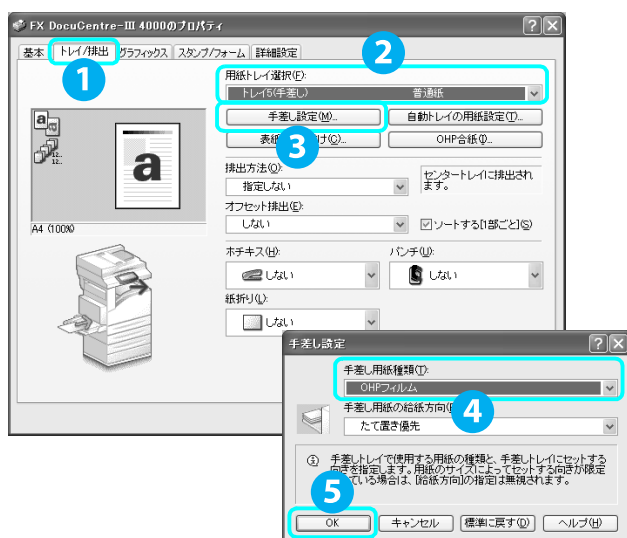 FX DocuCentre-III 4000のプロパティ
基本 トレイ/排出 グラフィックス スタンプ/フォーム 詳細設定
1
2
用紙トレイ選択(F):
トレイ5(手差し) 普通紙
手差し設定(M)... 自動トレイの用紙設定(T)...
3
表紙 け(C)... OHP合紙(I)...
a
12..
12..
a
A4 (100%)
排出方法(O):
指定しない
センタートレイに排出され
ます。
オフセット排出(E):
しない
ソートする[1部ごと](S)
ホチキス(H): パンチ(U):
しない しない
紙折り(L):
しない
手差し設定
手差し用紙種類(T):
OHPフィルム
4
手差し用紙の給紙方向
たて置き優先
手差しトレイで使用する用紙の種類と、手差しトレイにセットする
向きを指定します。用紙のサイズによってセットする向きが限定
ている場合は、[給紙方向]の指定は無視されます。
5
OK キャンセル 標準に戻す(D) ヘルプ(H)